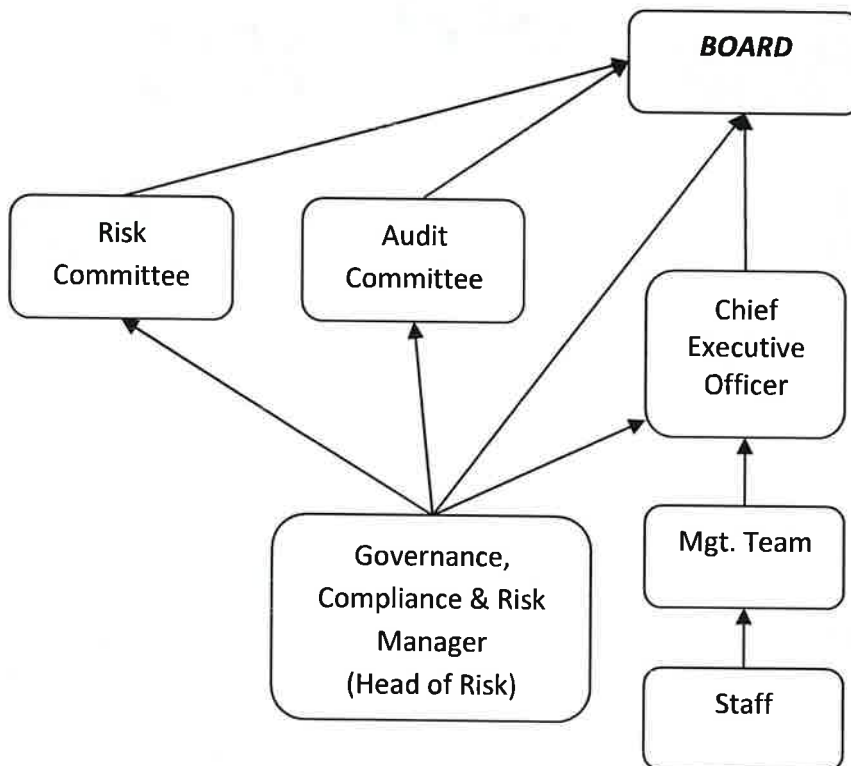 BOARD
Risk
Committee
Audit
Committee
Chief
Executive
Officer
Governance,
Compliance & Risk
Manager
(Head of Risk)
Mgt. Team
Staff